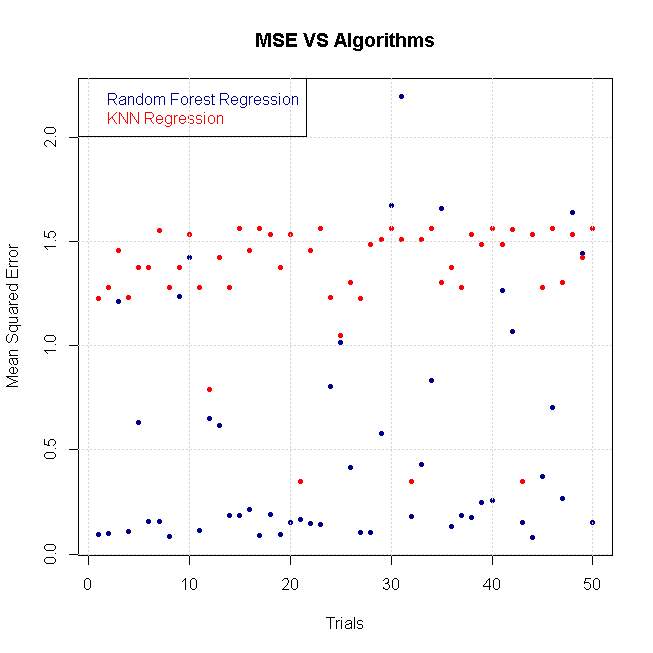 MSE VS Algorithms
Random Forest Regression
KNN Regression
Mean Squared Error
2.0
1.5
1.0
0.5
0.0
0 10 20 30 40 50
Trials